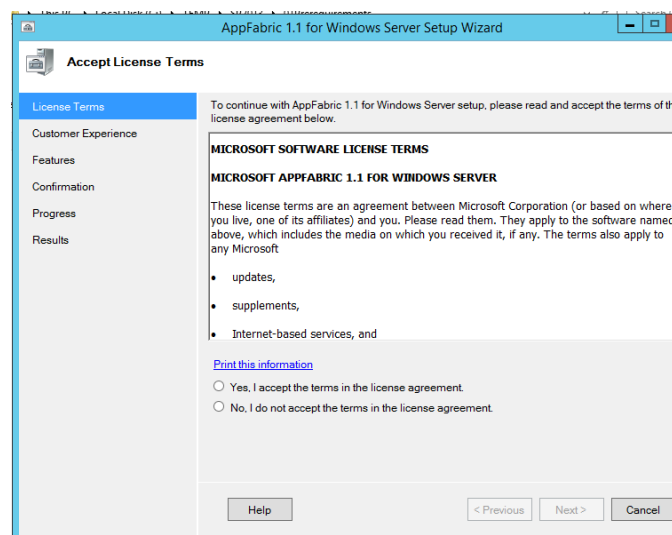 AppFabric 1.1 for Windows Server Setup Wizard
Accept License Terms
License Terms
Customer Experience
Features
Confirmation
Progress
Results
To continue with AppFabric 1.1 for Windows Server setup, please read and accept the terms of th
license agreement below.
MICROSOFT SOFTWARE LICENSE TERMS
MICROSOFT APPFABRIC 1.1 FOR WINDOWS SERVER
These license terms are an agreement between Microsoft Corporation (or based on where
you live, one of its affiliates) and you. Please read them. They apply to the software named
above, which includes the media on which you received it, if any. The terms also apply to
any Microsoft
• updates,
• supplements,
• Internet-based services, and
Print this information
Yes, I accept the terms in the license agreement.
No, I do not accept the terms in the license agreement.
Help
< Previous
Next >
Cancel